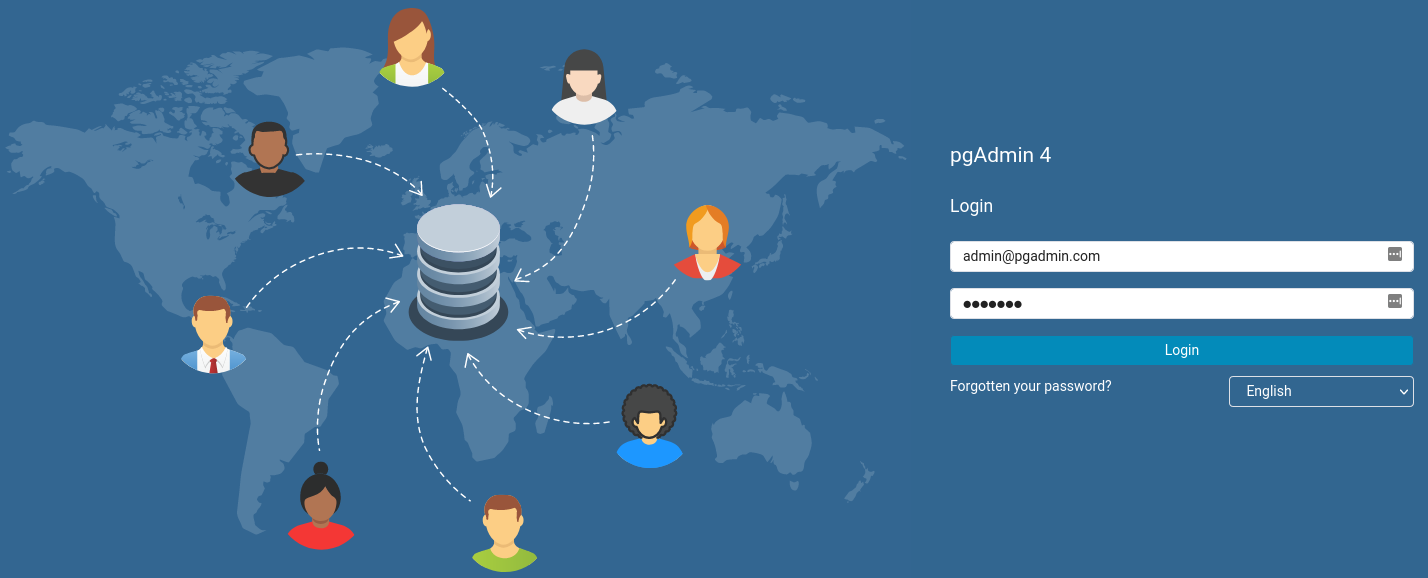 pgAdmin 4
Login
admin@pgadmin.com
●●●●●●●
Login
Forgotten your password?
English